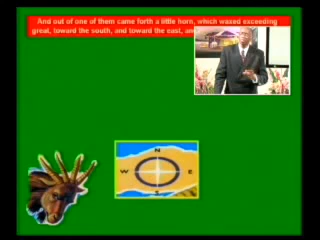 And out of one of them came forth a little horn, which waxed exceeding
great, toward the south, and toward the east, an
N
W E
S